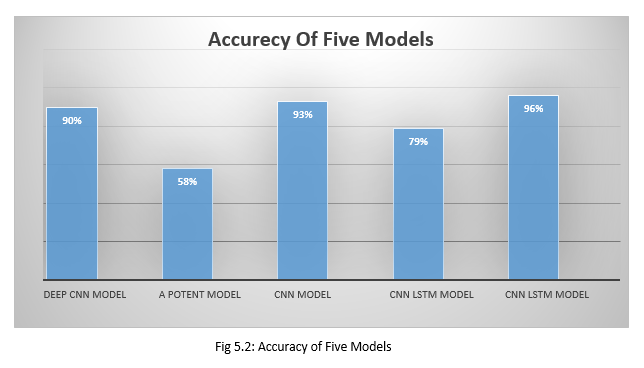 Accurecy Of Five Models
90%
58%
93%
79%
96%
DEEP CNN MODEL
A POTENT MODEL
CNN MODEL
CNN LSTM MODEL
CNN LSTM MODEL
Fig 5.2: Accuracy of Five Models